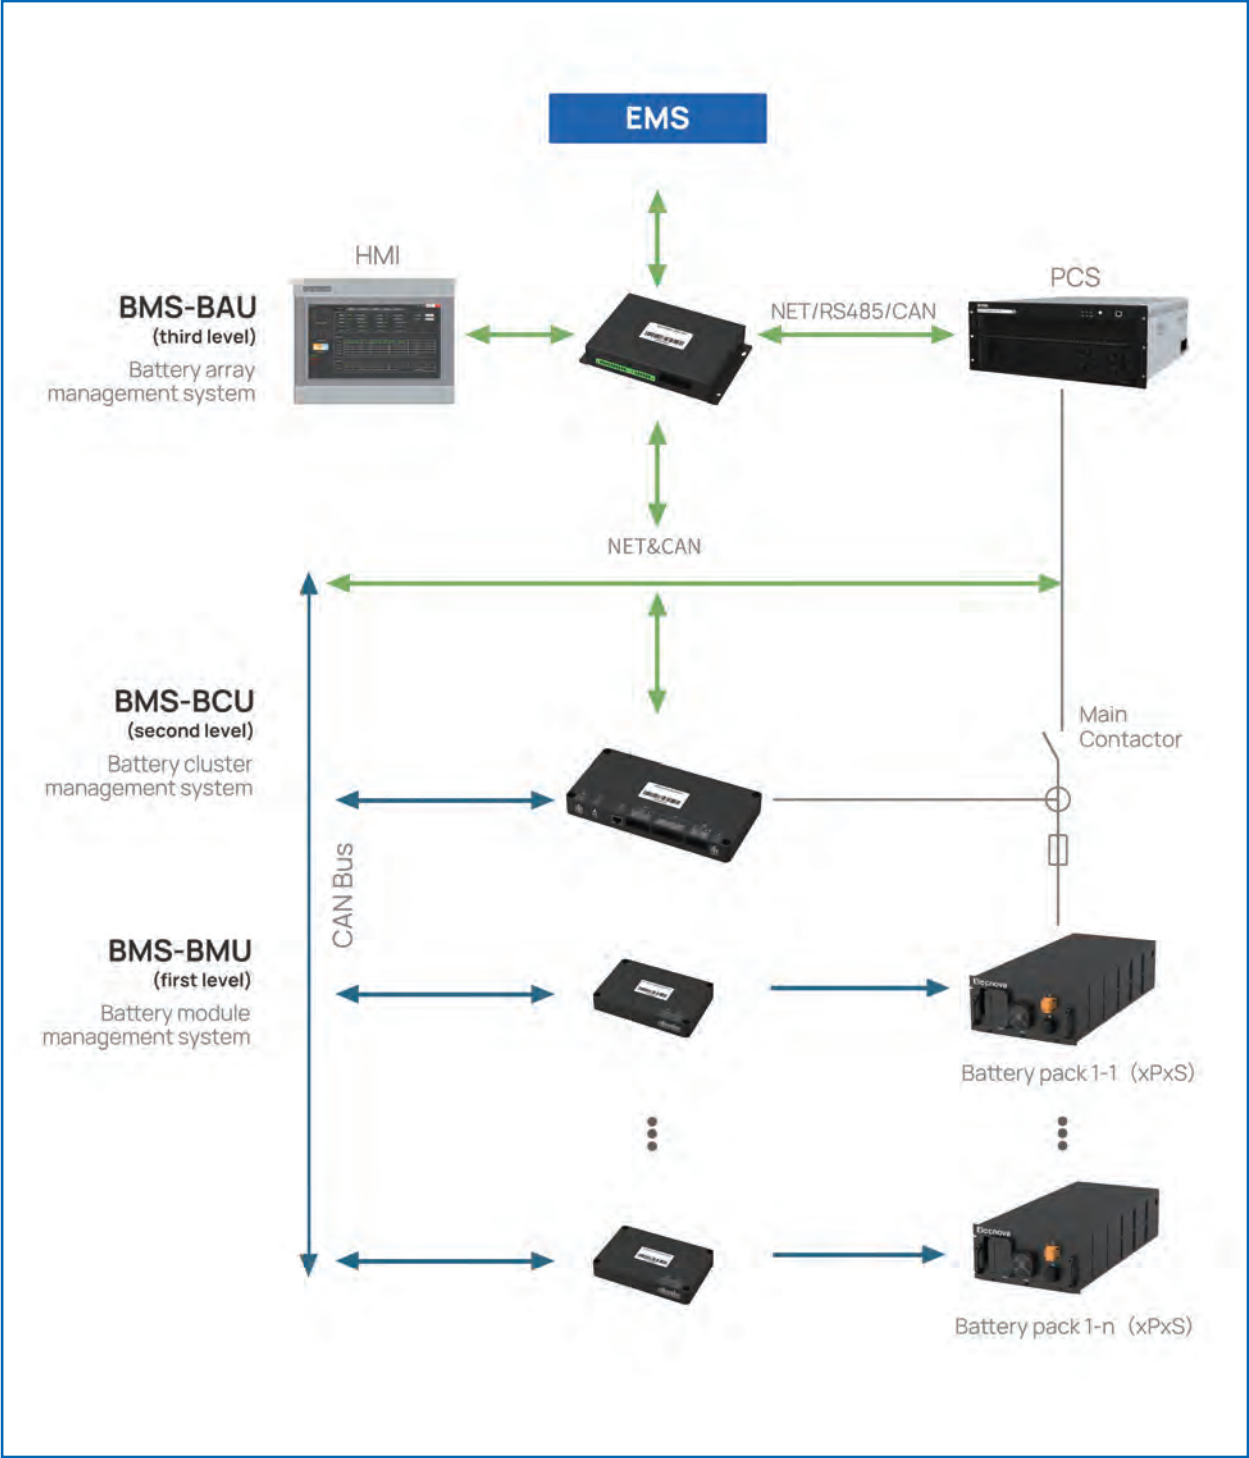 EMS
HMI
PCS
BMS-BAU
(third level)
Battery array
management system
NET/RS485/CAN
NET&CAN
BMS-BCU
(second level)
Battery cluster
management system
Main
Contactor
CAN Bus
BMS-BMU
(first level)
Battery module
management system
Elecnova
Battery pack 1-1 (xPxS)
Elecnova
Battery pack 1-n (xPxS)